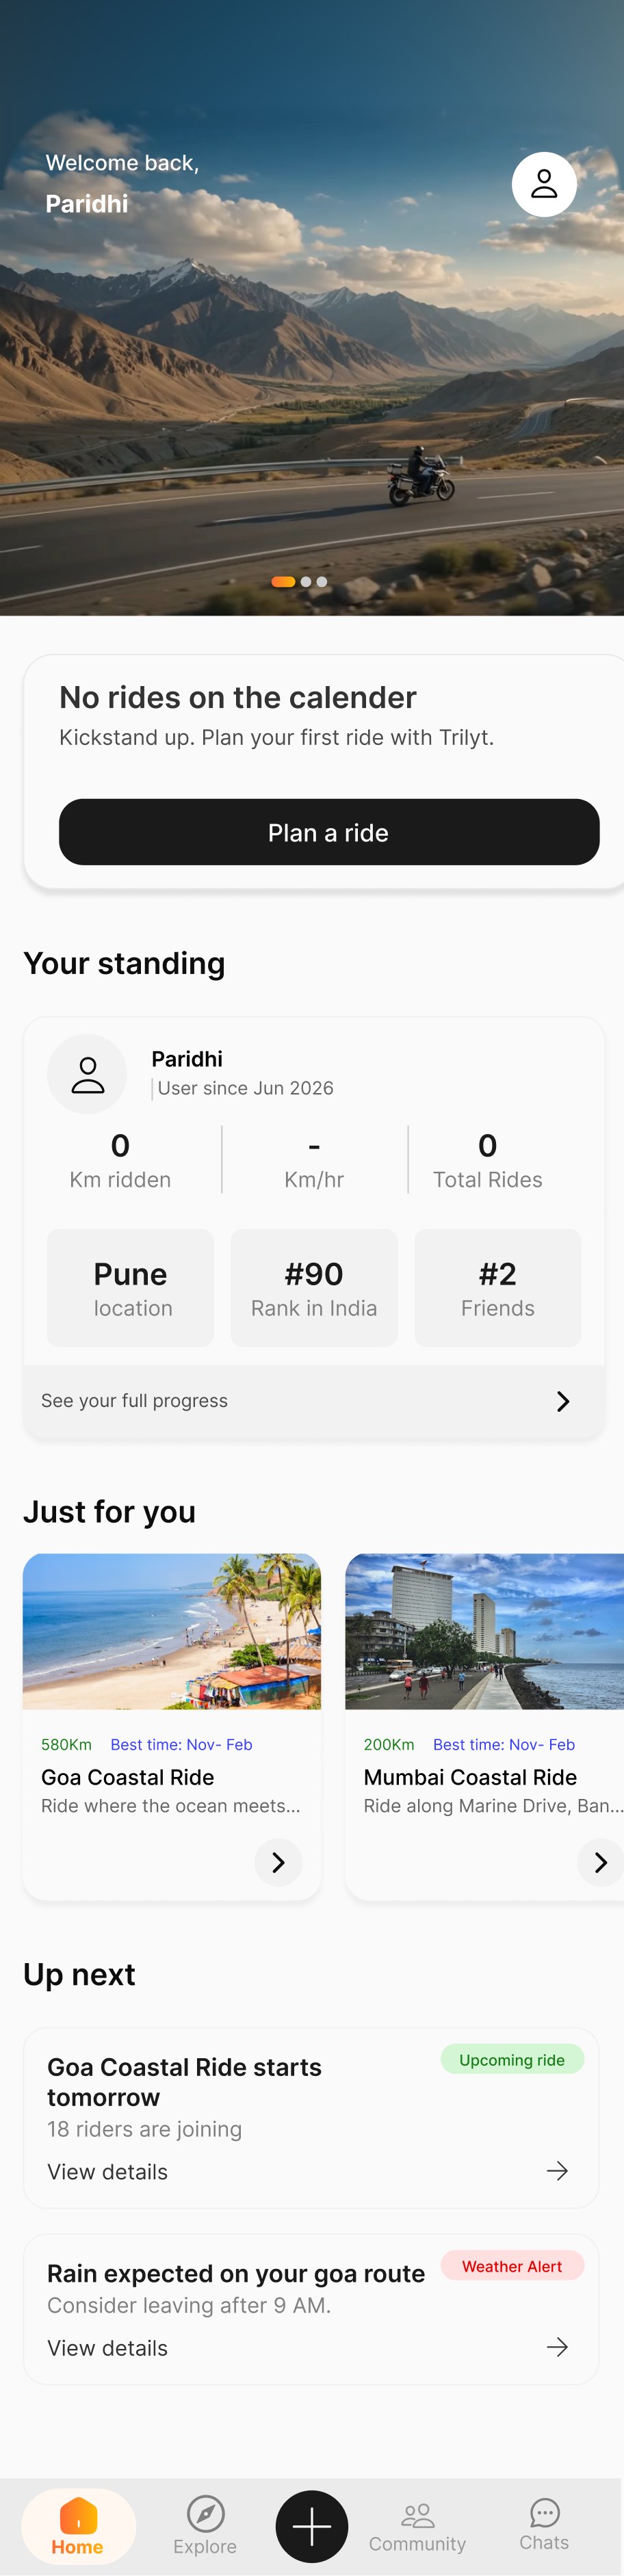 Welcome back,
Paridhi
No rides on the calender
Kickstand up. Plan your first ride with Trilyt.
Plan a ride
Your standing
Paridhi
User since Jun 2026
0 - 0
Km ridden Km/hr Total Rides
Pune #90 #2
location Rank in India Friends
See your full progress
Just for you
580Km Best time: Nov- Feb 200Km Best time: Nov- Feb
Goa Coastal Ride Mumbai Coastal Ride
Ride where the ocean meets... Ride along Marine Drive, Ban...
Up next
Upcoming ride
Goa Coastal Ride starts
tomorrow
18 riders are joining
View details
Weather Alert
Rain expected on your goa route
Consider leaving after 9 AM.
View details
Home Explore Community Chats